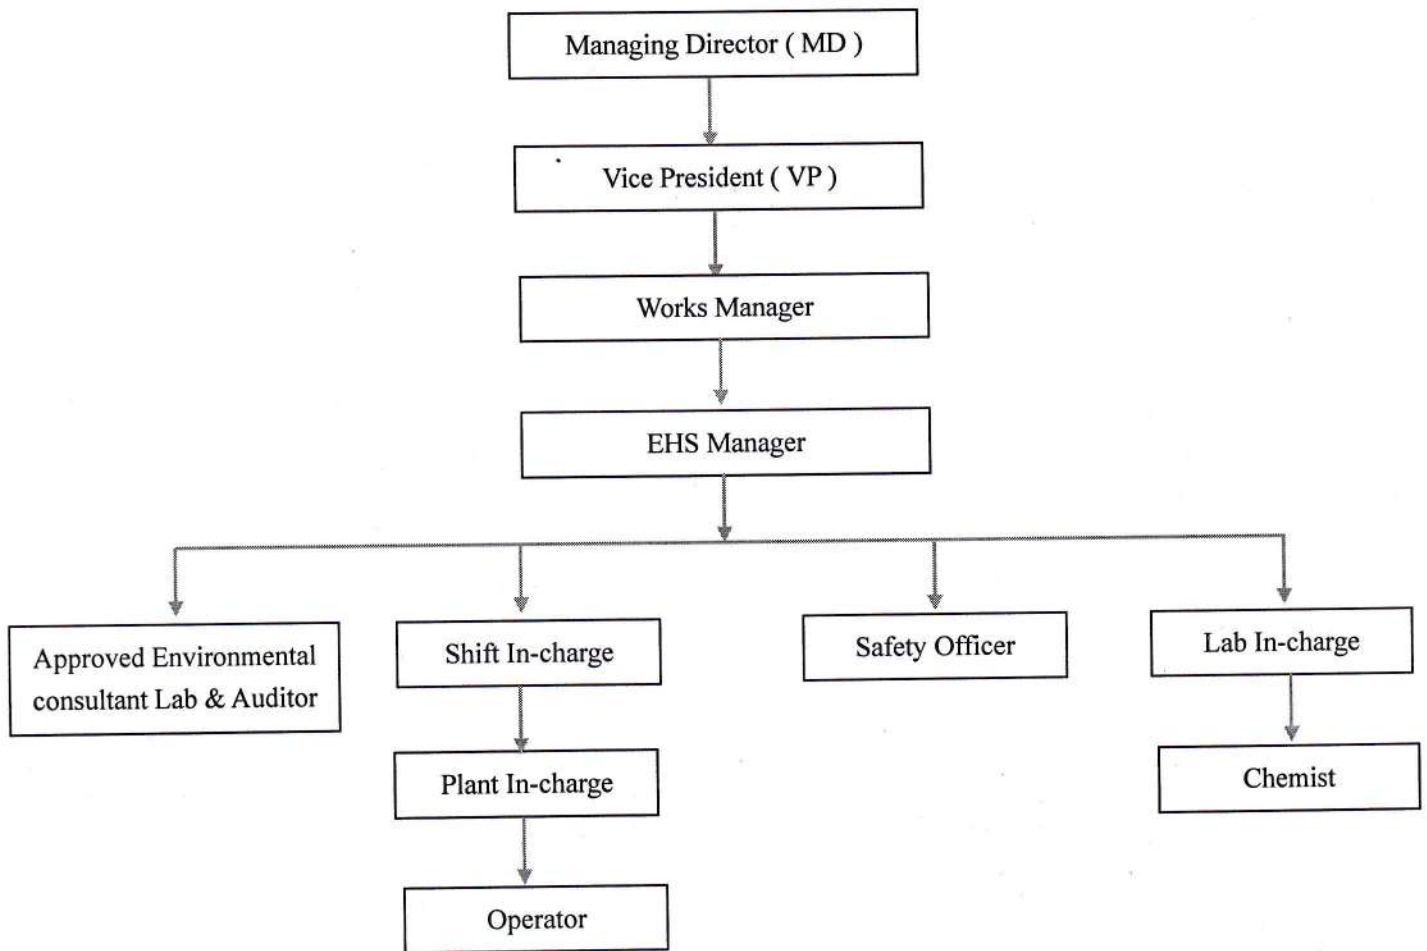 Managing Director ( MD )
Vice President ( VP )
Works Manager
EHS Manager
Approved Environmental
consultant Lab & Auditor
Shift In-charge
Safety Officer
Lab In-charge
Plant In-charge
Chemist
Operator